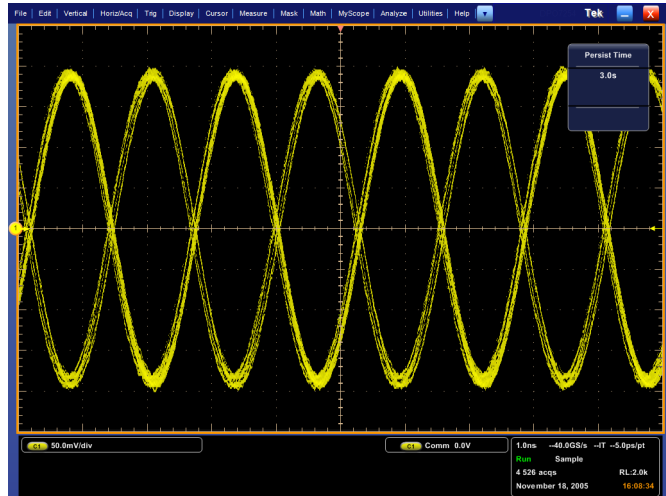 File Edit Vertical Horiz/Acq Trig Display Cursor Measure Mask Math MyScope Analyze Utilities Help Tek X
Persist Time
3.0s
1
C1 50.0mV/div
C1 Comm 0.0V
1.0ns --40.0GS/s --IT --5.0ps/pt
Run Sample
4 526 acqs RL:2.0k
November 18, 2005 16:08:34